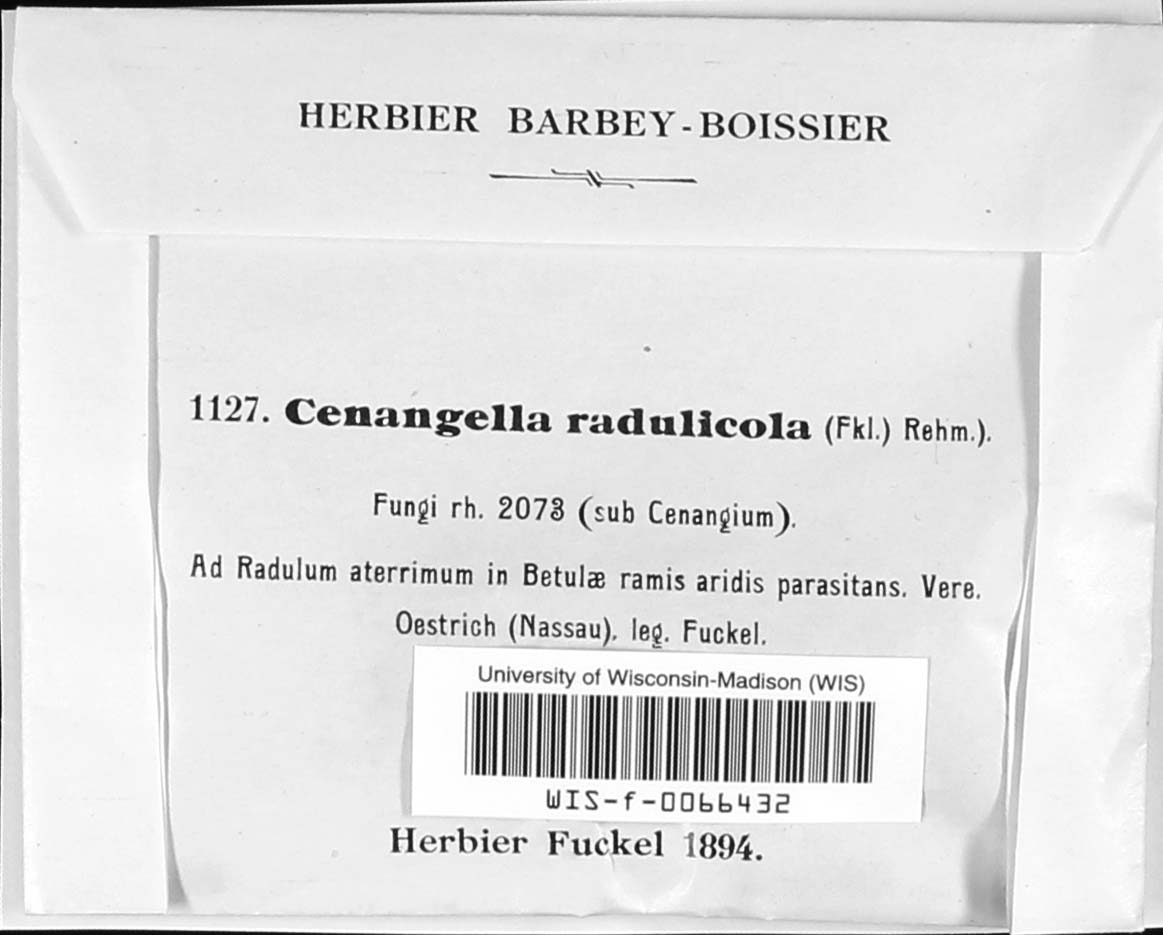 HERBIER BARBEY-BOISSIER
1127. Cenangella radulicola (Fkl.) Rehm.).
Fungi rh. 2073 (sub Cenangium).
Ad Radulum aterrimum in Betulæ ramis aridis parasitans. Vere.
Oestrich (Nassau), leg. Fuckel.
University of Wisconsin-Madison (WIS)
WIS-f-0066432
Herbier Fuckel 1894.